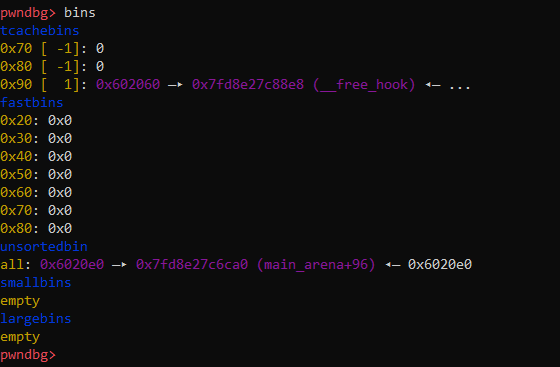 pwndbg> bins
tcachebins
0x70 [ -1]: 0
0x80 [ -1]: 0
0x90 [  1]: 0x602060 —▸ 0x7fd8e27c88e8 (__free_hook) ◂— ...
fastbins
0x20: 0x0
0x30: 0x0
0x40: 0x0
0x50: 0x0
0x60: 0x0
0x70: 0x0
0x80: 0x0
unsortedbin
all: 0x6020e0 —▸ 0x7fd8e27c6ca0 (main_arena+96) ◂— 0x6020e0
smallbins
empty
largebins
empty
pwndbg>